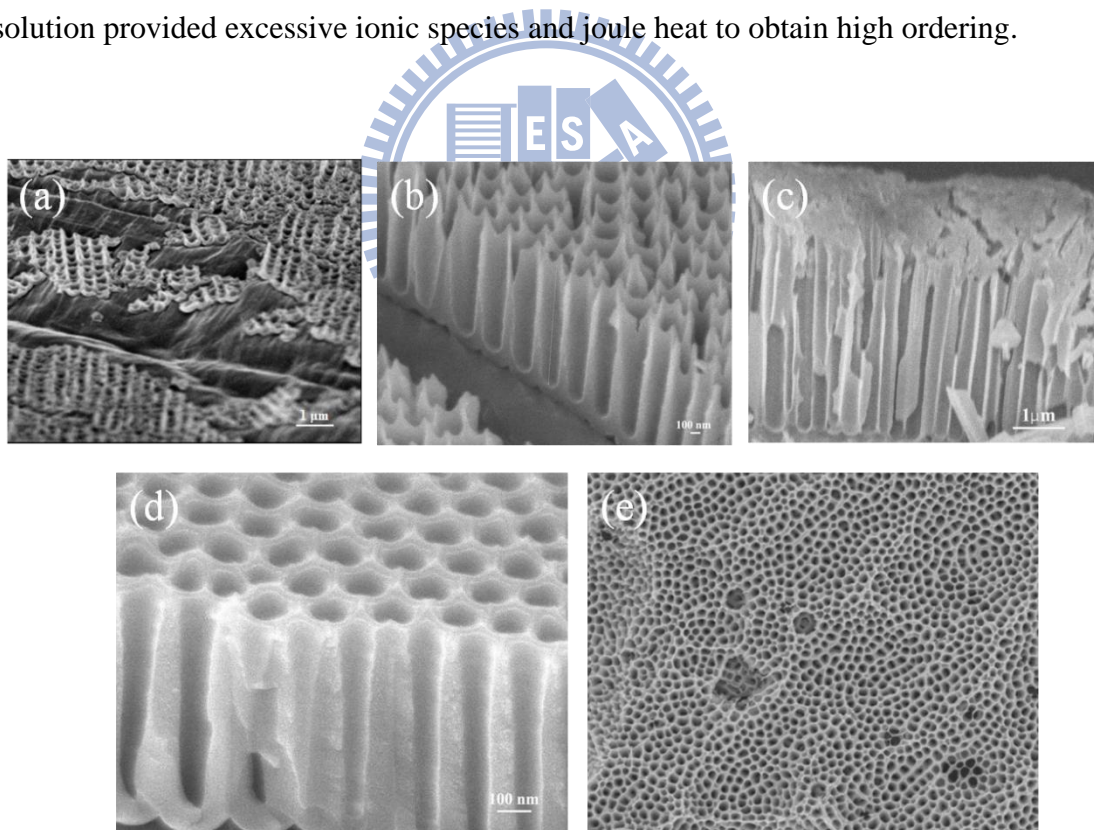 solution provided excessive ionic species and joule heat to obtain high ordering.
E S A
(a)
(b)
(c)
1 μm
100 nm
1μm
(d)
(e)
100 nm